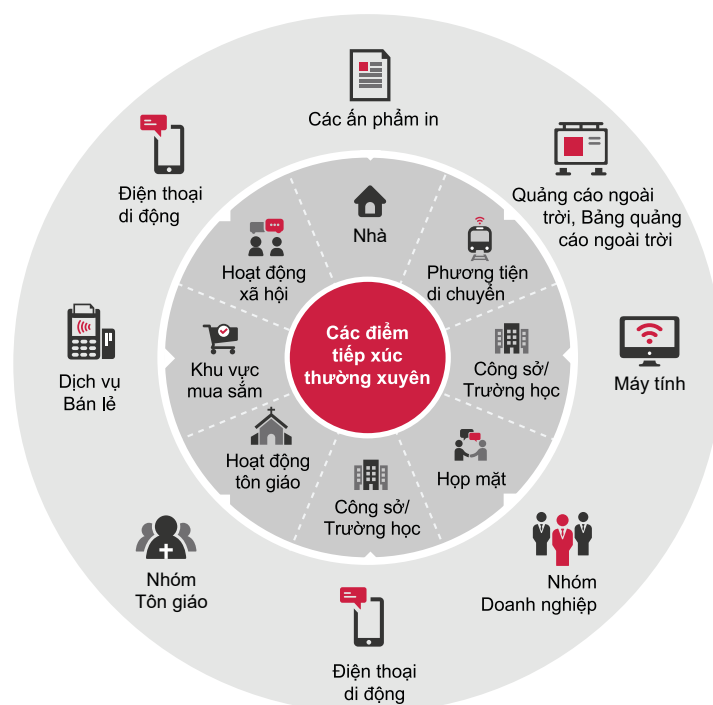 Các ấn phẩm in
Quảng cáo ngoài
trời, Bảng quảng
cáo ngoài trời
Máy tính
Nhóm
Doanh nghiệp
Điện thoại
di động
Nhóm
Tôn giáo
Dịch vụ
Bán lẻ
Điện thoại
di động
Nhà
Phương tiện
di chuyển
Công sở/
Trường học
Họp mặt
Công sở/
Trường học
Hoạt động
tôn giáo
Khu vực
mua sắm
Hoạt động
xã hội
Các điểm
tiếp xúc
thường xuyên